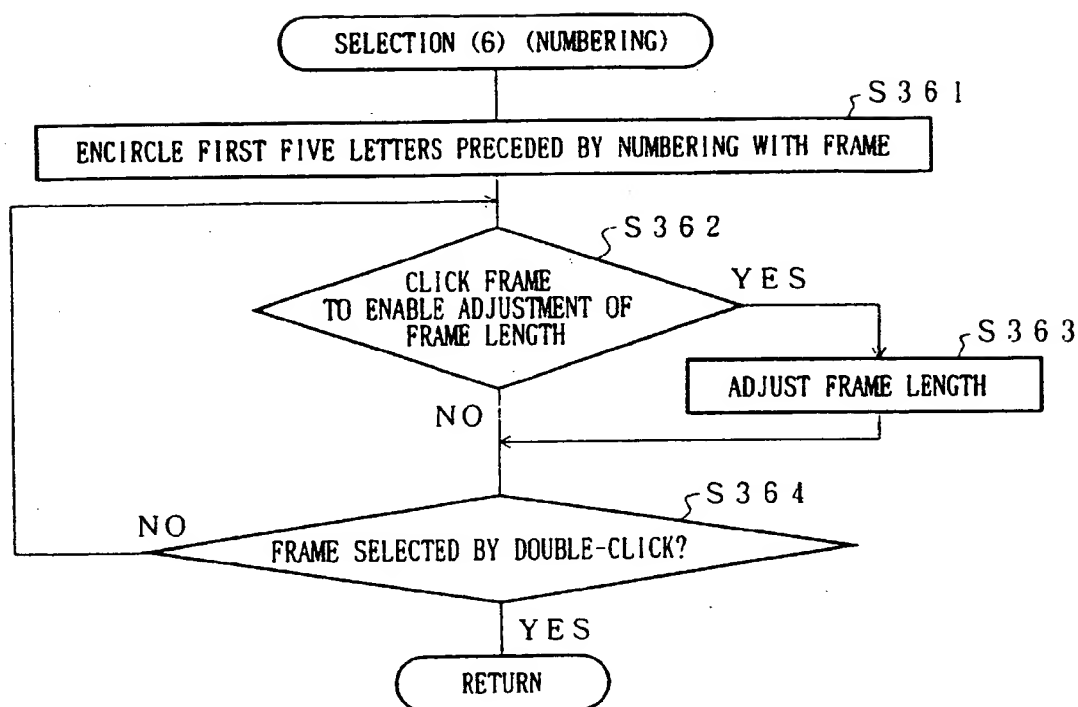 SELECTION (6) (NUMBERING)
S361
ENCIRCLE FIRST FIVE LETTERS PRECEDED BY NUMBERING WITH FRAME
S362
CLICK FRAME
TO ENABLE ADJUSTMENT OF
FRAME LENGTH
YES
S363
ADJUST FRAME LENGTH
NO
S364
NO
FRAME SELECTED BY DOUBLE-CLICK?
YES
RETURN